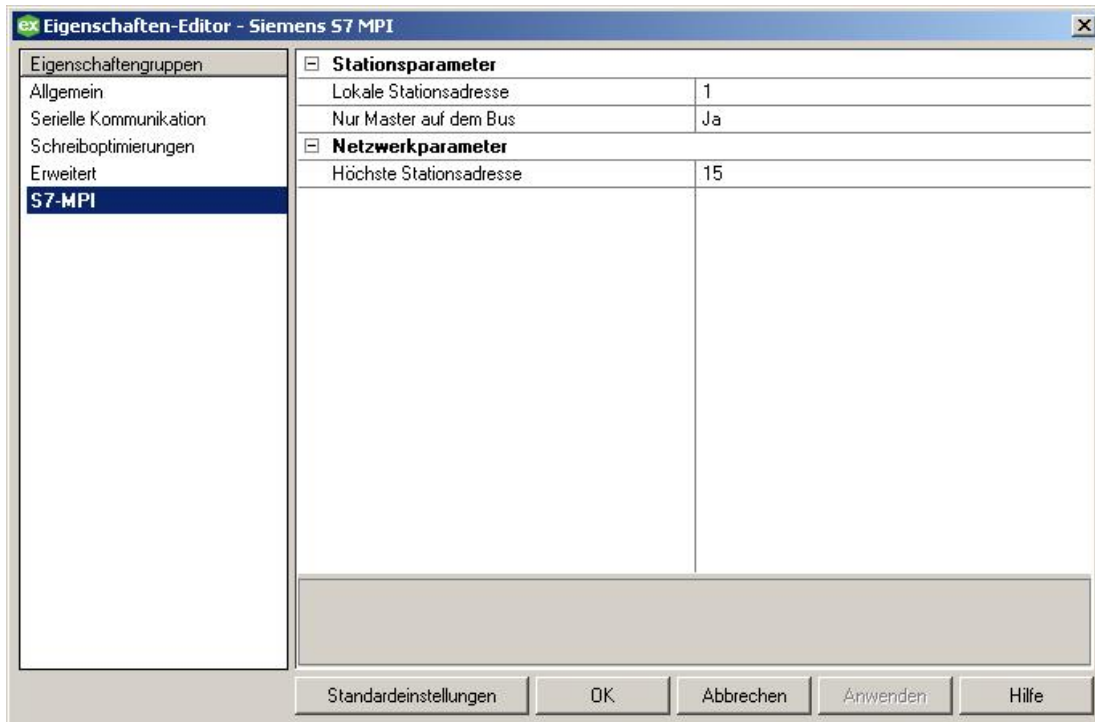 ex Eigenschaften-Editor - Siemens S7 MPI
Eigenschaftengruppen
Allgemein
Serielle Kommunikation
Schreiboptimierungen
Erweitert
S7-MPI
Stationsparameter
Lokale Stationsadresse 1
Nur Master auf dem Bus Ja
Netzwerkparameter
Höchste Stationsadresse 15
Standardeinstellungen OK Abbrechen Anwenden Hilfe